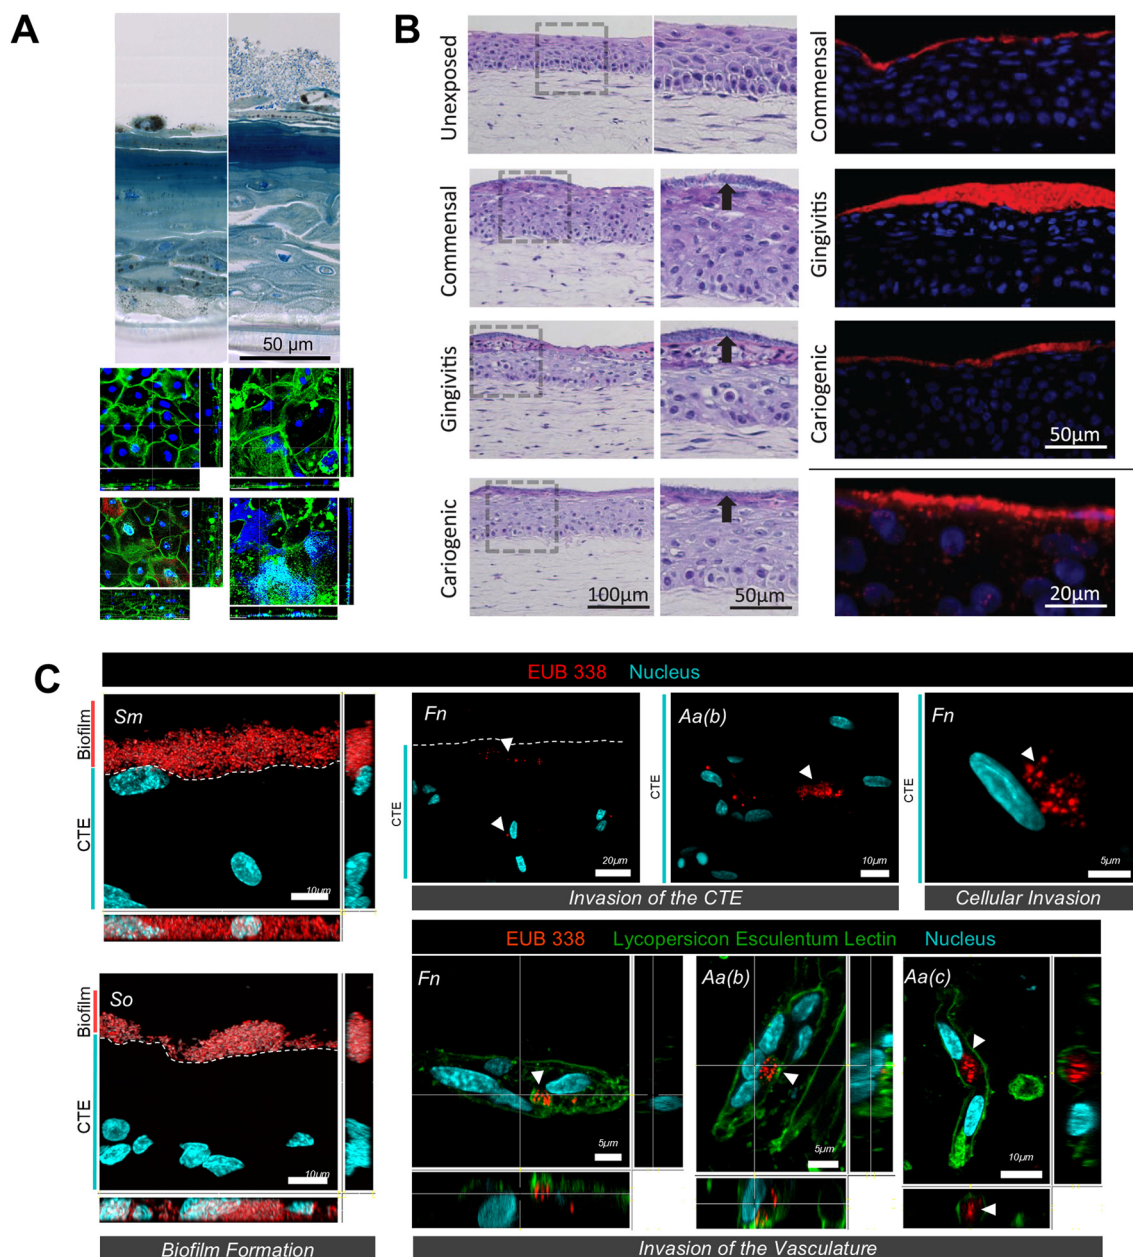 A
50 µm
B
Unexposed
Commensal
Gingivitis
Cariogenic
100µm
50µm
Commensal
Gingivitis
Cariogenic
50µm
20µm
C
EUB 338 Nucleus
Biofilm
CTE
Sm
10µm
CTE
Fn
20µm
CTE
Aa(b)
10µm
CTE
Fn
5µm
Invasion of the CTE
Cellular Invasion
Biofilm
CTE
So
10µm
Biofilm Formation
EUB 338 Lycopersicon Esculentum Lectin Nucleus
Fn
5µm
Aa(b)
5µm
Aa(c)
10µm
Invasion of the Vasculature